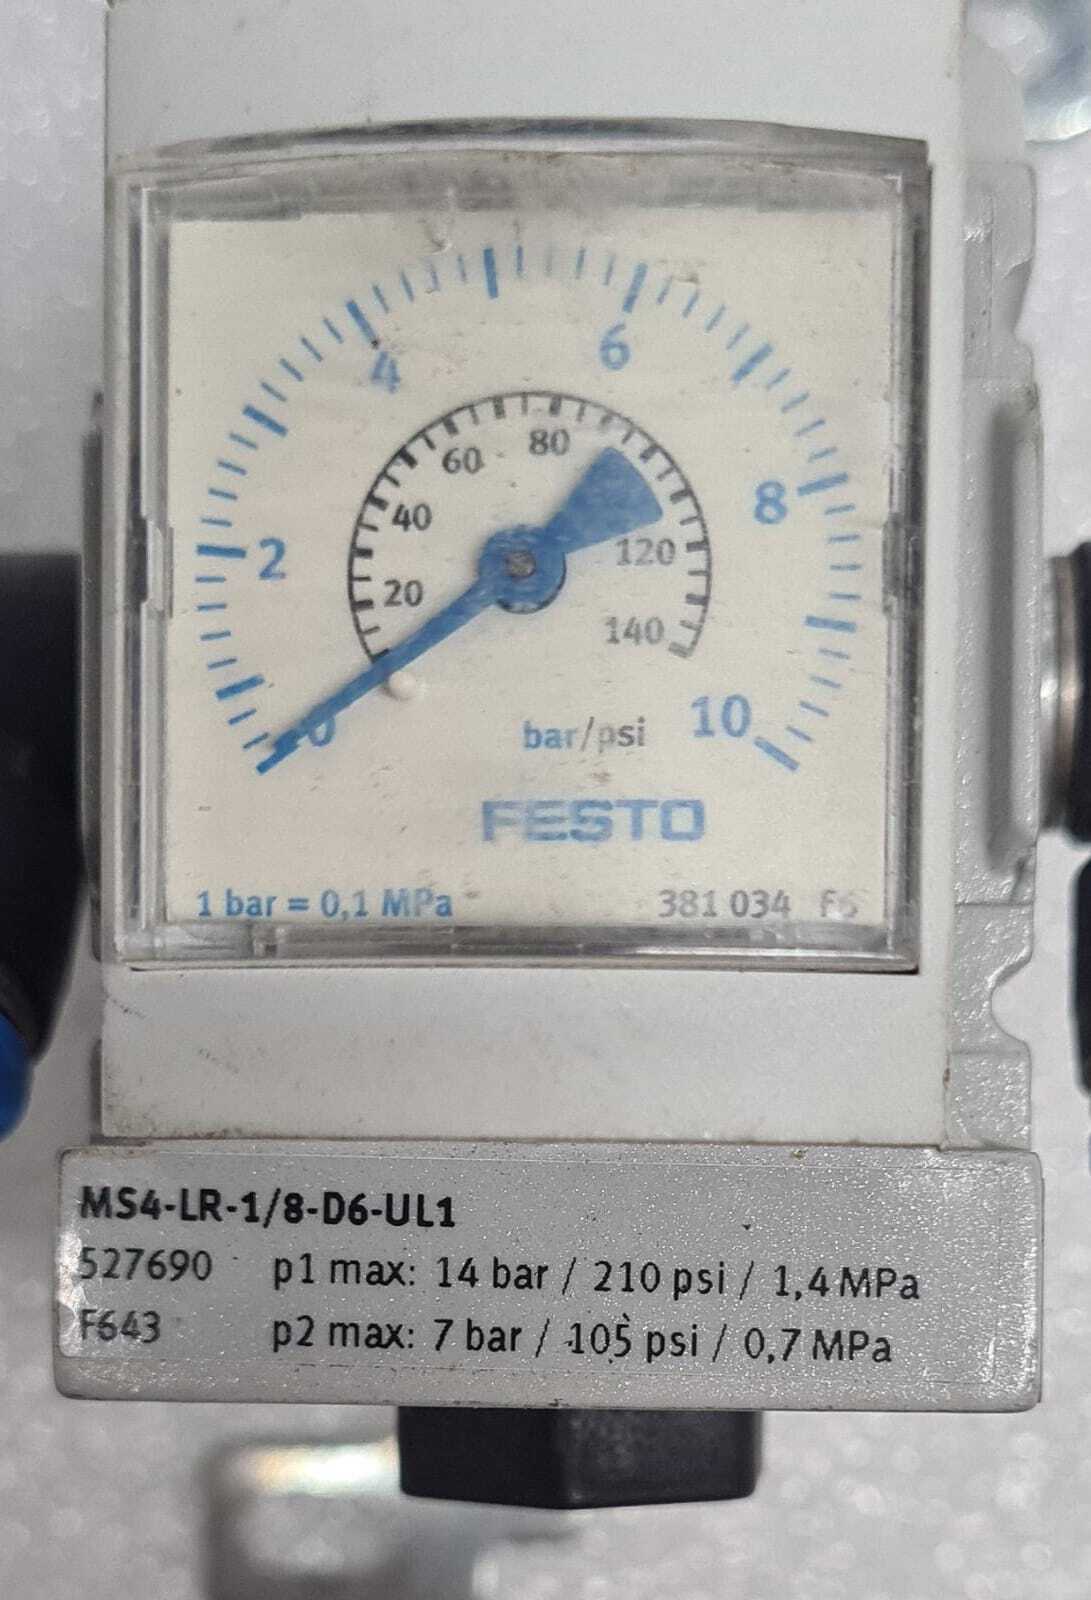 4 6
60 80
40
2 8
20 120
140
0 bar/psi 10
FESTO
1 bar = 0,1 MPa 381 034 F6
MS4-LR-1/8-D6-UL1
527690 p1 max: 14 bar / 210 psi / 1,4 MPa
F643 p2 max: 7 bar / 105 psi / 0,7 MPa